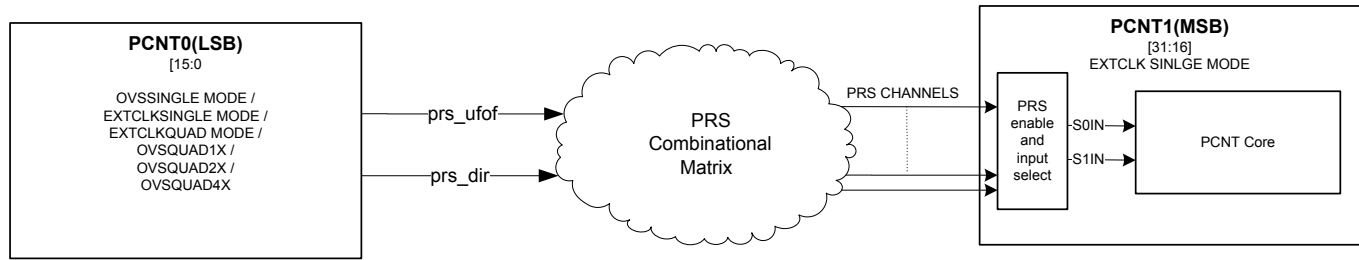 PCNT0(LSB)
[15:0
OVSSINGLE MODE /
EXTCLKSINGLE MODE /
EXTCLKQUAD MODE /
OVSQUAD1X /
OVSQUAD2X /
OVSQUAD4X
prs_ufof
prs_dir
PRS
Combinational
Matrix
PRS CHANNELS
PCNT1(MSB)
[31:16]
EXTCLK SINLGE MODE
PRS
enable
and
input
select
S0IN
S1IN
PCNT Core